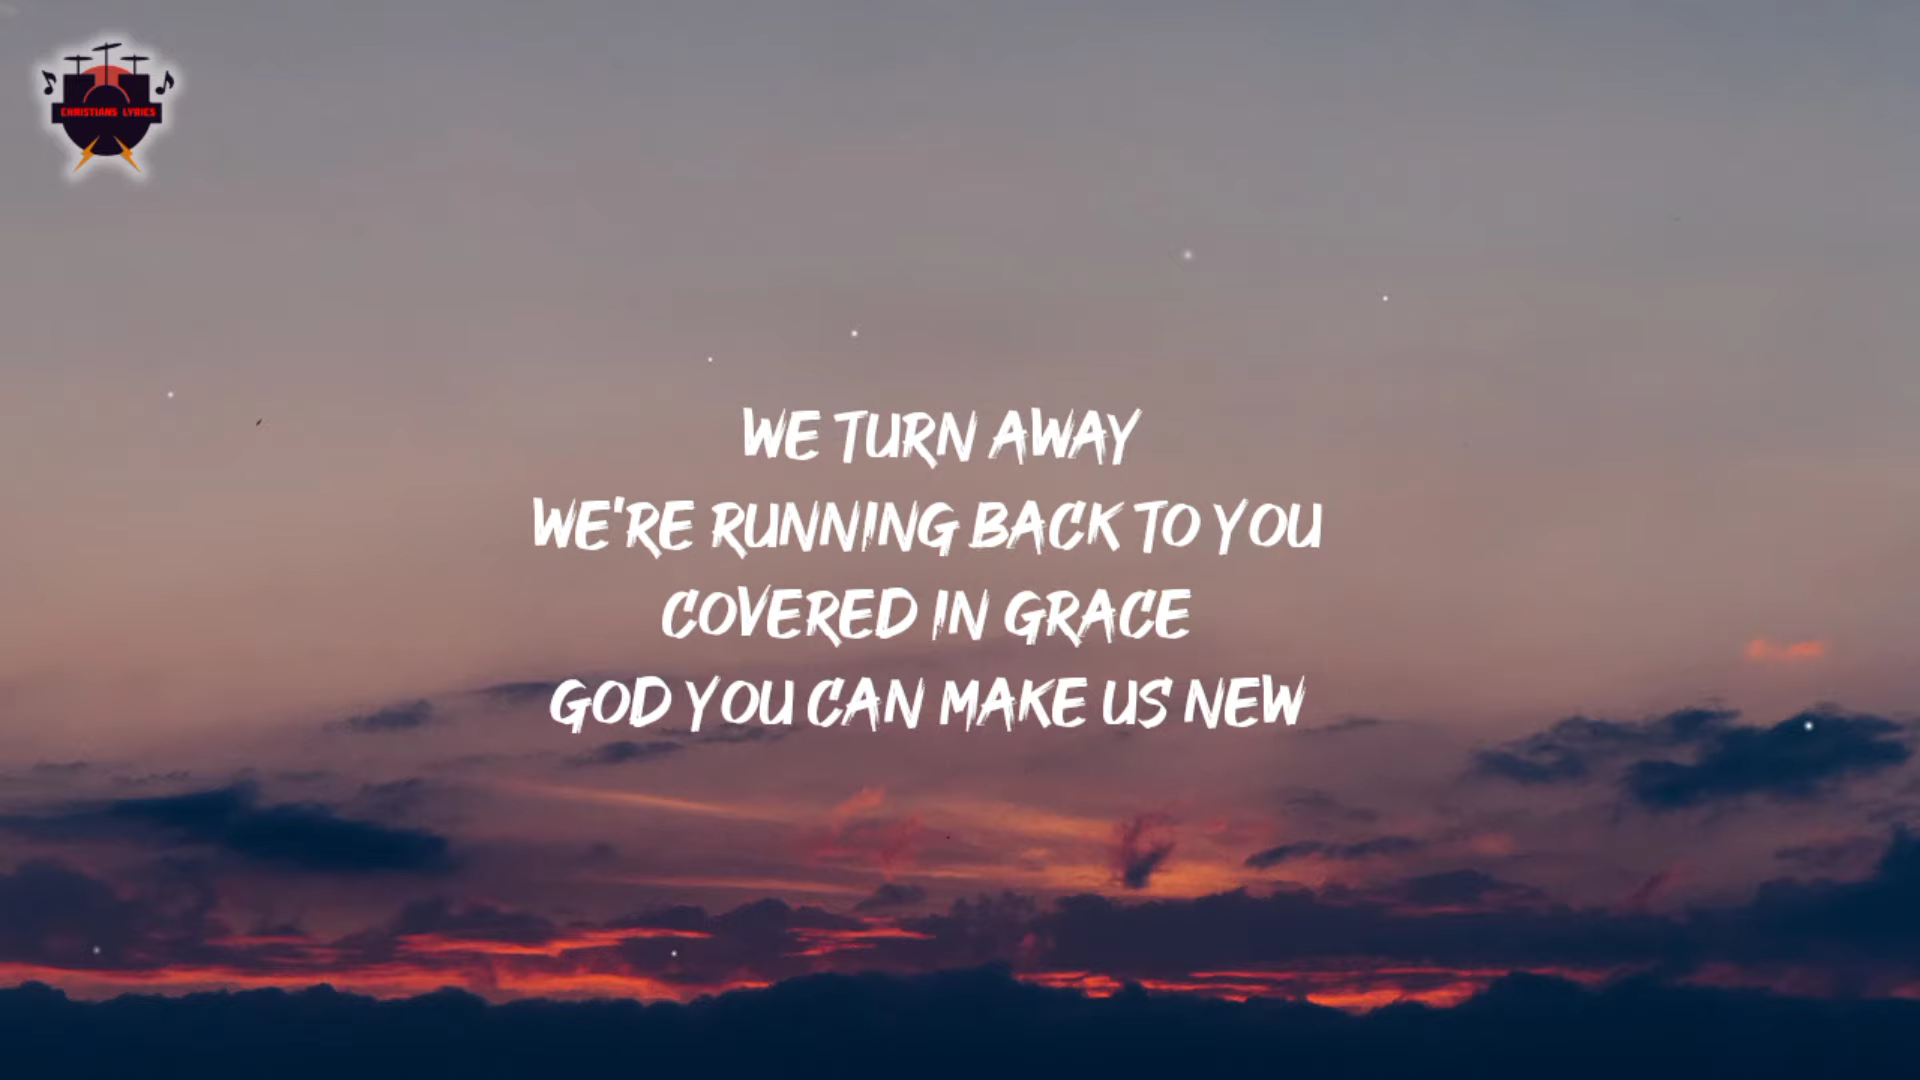 CHRISTIANS LYRICS
WE TURN AWAY
WE'RE RUNNING BACK TO YOU
COVERED IN GRACE
GOD YOU CAN MAKE US NEW